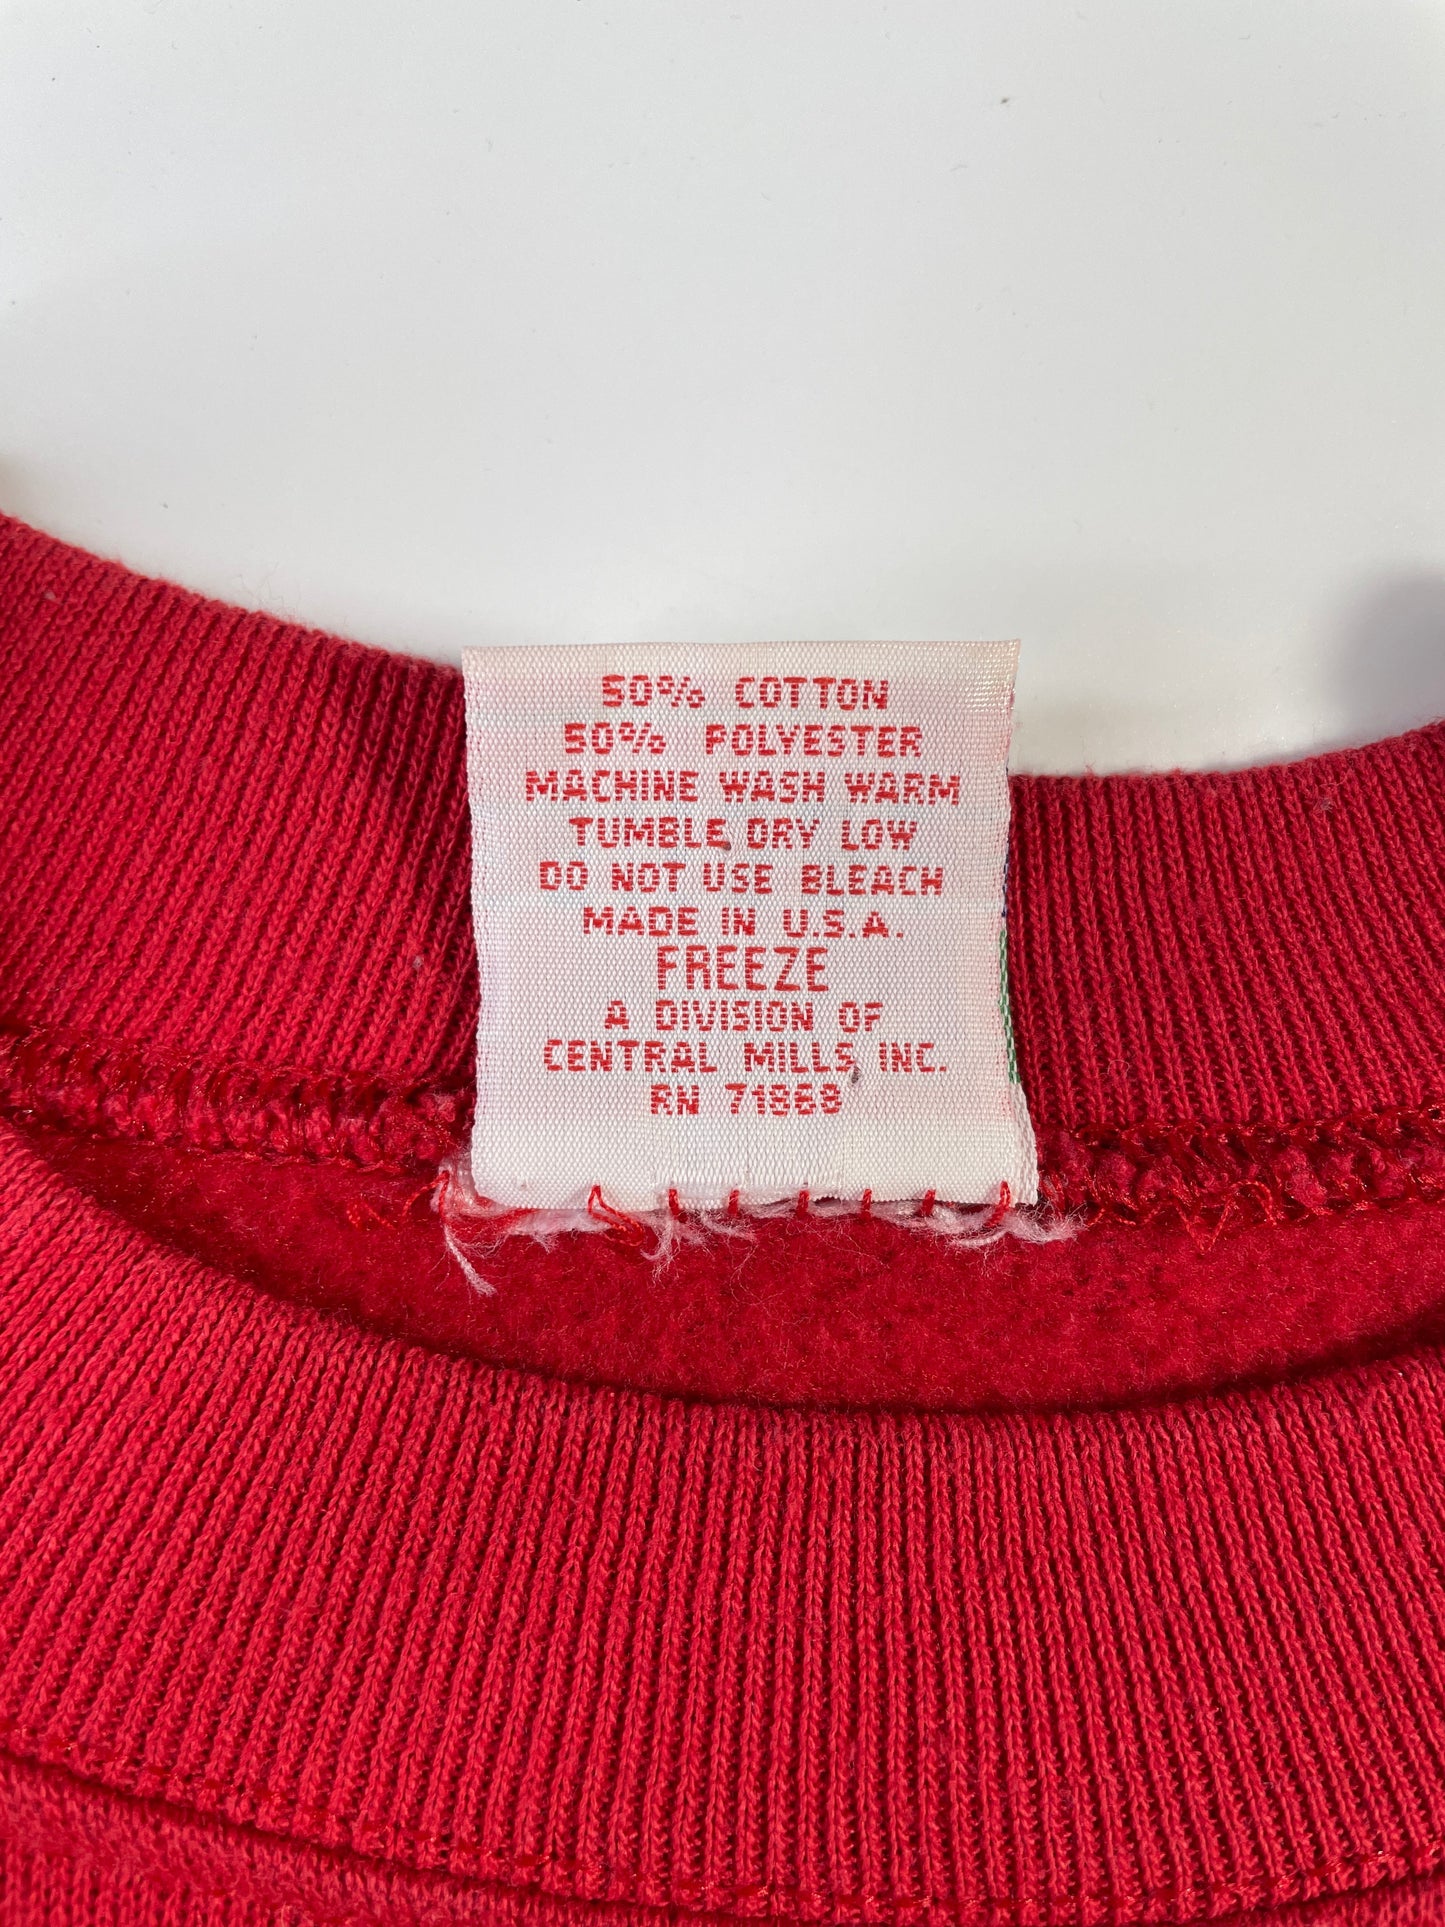 50% COTTON
50% POLYESTER
MACHINE WASH WARM
TUMBLE DRY LOW
DO NOT USE BLEACH
MADE IN U.S.A.
FREEZE
A DIVISION OF
CENTRAL MILLS, INC.
RN 71868